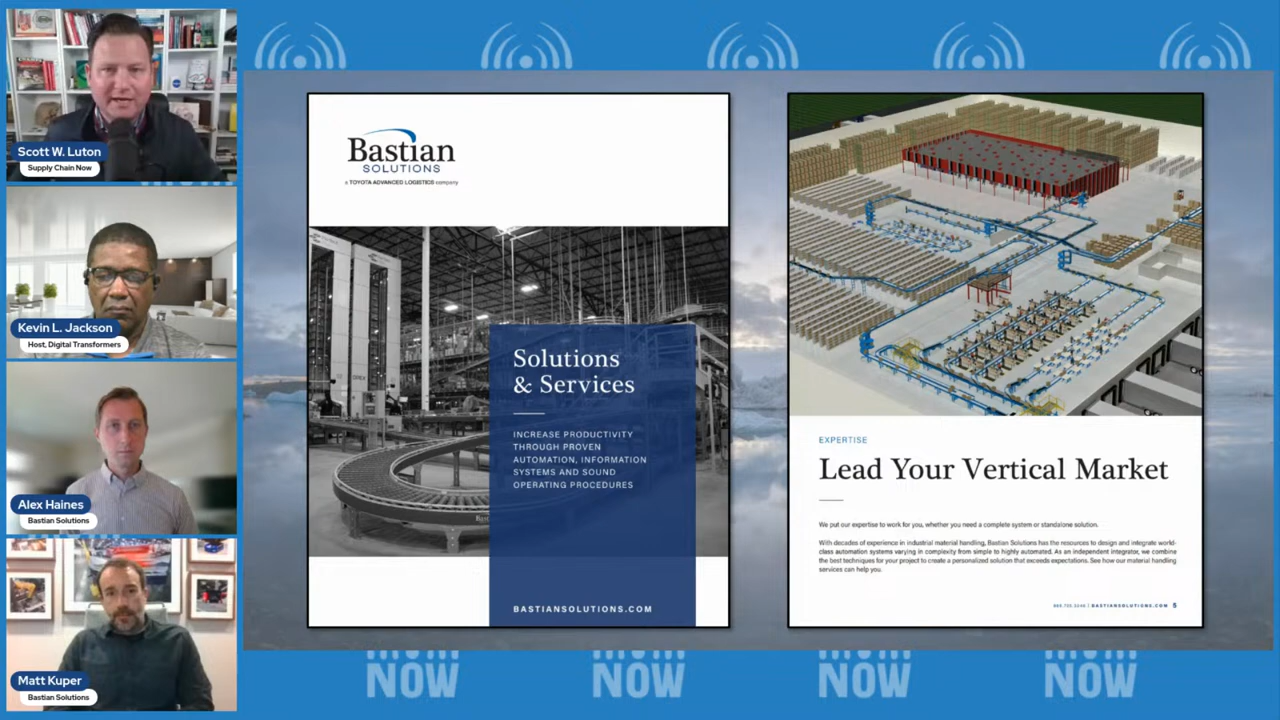 Scott W. Luton
Supply Chain Now
Kevin L. Jackson
Host, Digital Transformers
Alex Haines
Bastian Solutions
Matt Kuper
Bastian Solutions
Bastian
SOLUTIONS
a TOYOTA ADVANCED LOGISTICS company
Solutions
& Services
INCREASE PRODUCTIVITY
THROUGH PROVEN
AUTOMATION, INFORMATION
SYSTEMS AND SOUND
OPERATING PROCEDURES
BASTIANSOLUTIONS.COM
EXPERTISE
Lead Your Vertical Market
We put our expertise to work for you, whether you need a complete system or standalone solution.
With decades of experience in industrial material handling, Bastian Solutions has the resources to design and integrate world-
class automation systems varying in complexity from simple to highly automated. As an independent integrator, we combine
the best techniques for your project to create a personalized solution that exceeds expectations. See how our material handling
services can help you.
BASTIANSOLUTIONS.COM 5
NOW
NOW
NOW
NOW